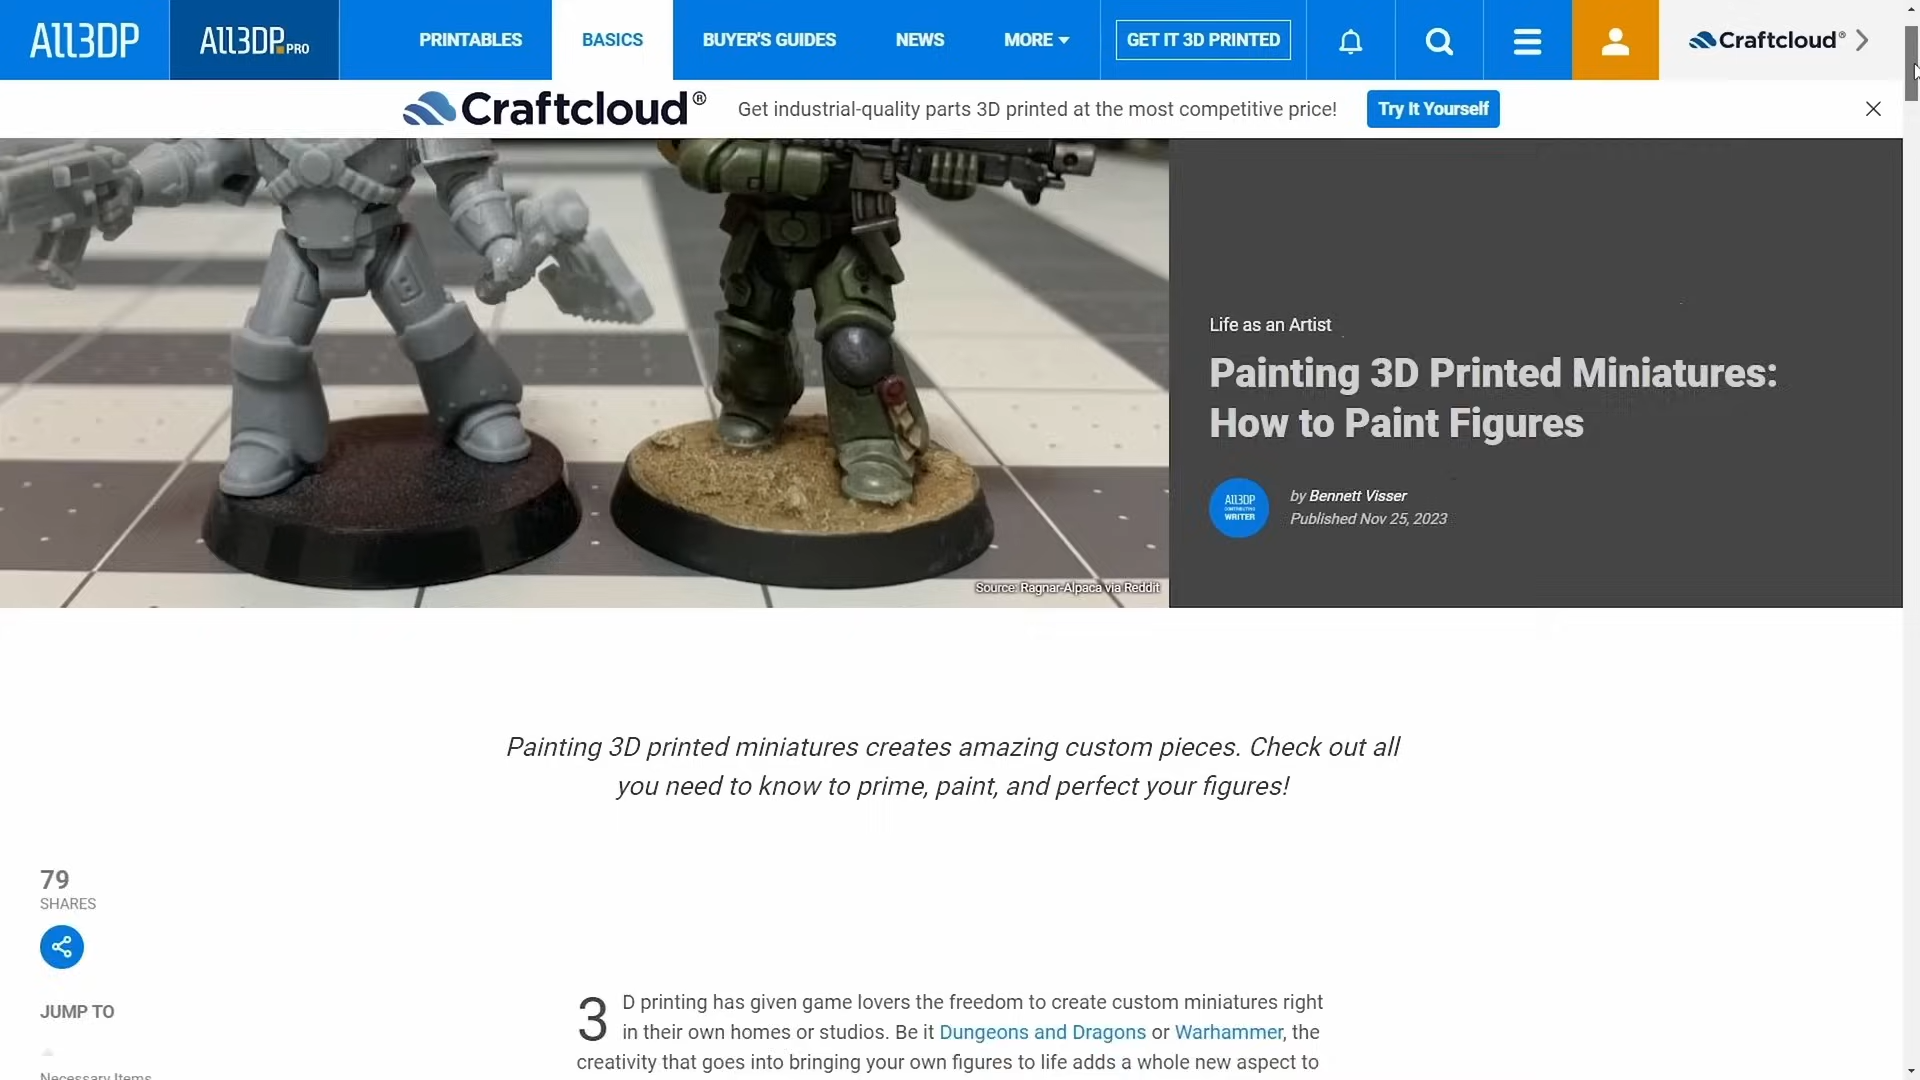 All3DP
All3DP.PRO
PRINTABLES
BASICS
BUYER'S GUIDES
NEWS
MORE
GET IT 3D PRINTED
Craftcloud®
Craftcloud®
Get industrial-quality parts 3D printed at the most competitive price!
Try It Yourself
Life as an Artist
Painting 3D Printed Miniatures:
How to Paint Figures
All3DP
CONTRIBUTING
WRITER
by Bennett Visser
Published Nov 25, 2023
Source: Ragnar-Alpaca via Reddit
Painting 3D printed miniatures creates amazing custom pieces. Check out all
you need to know to prime, paint, and perfect your figures!
79
SHARES
JUMP TO
Necessary Items
3D printing has given game lovers the freedom to create custom miniatures right
in their own homes or studios. Be it Dungeons and Dragons or Warhammer, the
creativity that goes into bringing your own figures to life adds a whole new aspect to